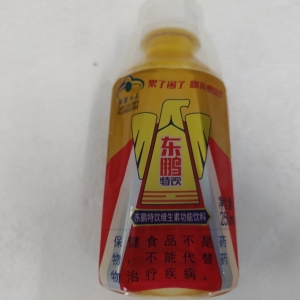 累了困了
东鹏
特饮
东鹏特饮维生素功能饮料
保健食品不是药
物，不能代替药
物治疗疾病。